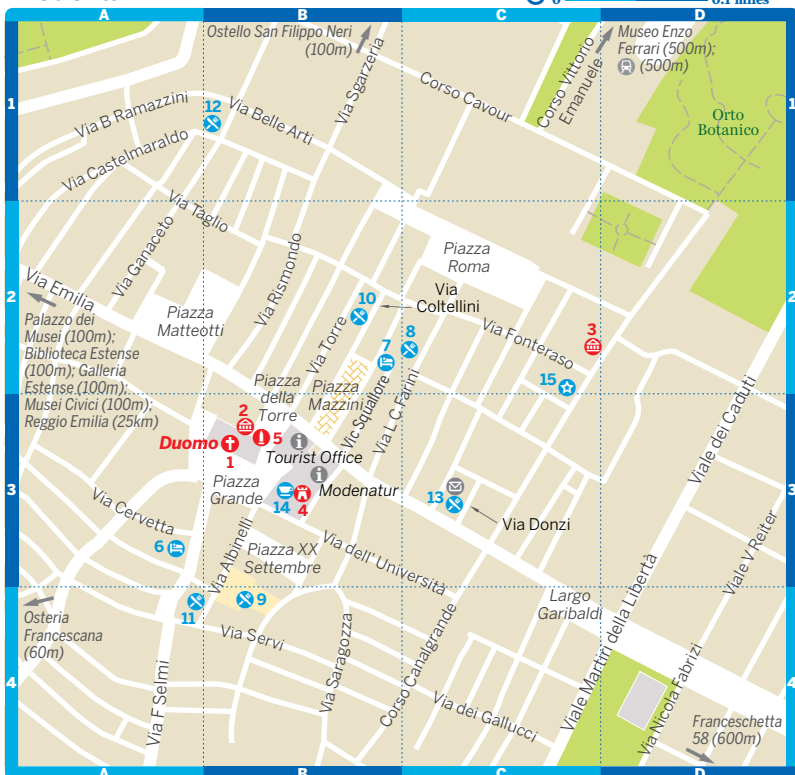 0
0.1 miles
A
B
C
D
1
1
2
2
3
3
4
4
A
B
C
D
Ostello San Filippo Neri
(100m)
Via Sgarzeria
Corso Cavour
Corso Vittorio
Emanuele
Museo Enzo
Ferrari (500m);
(500m)
Orto
Botanico
Via B Ramazzini
12
Via Belle Arti
Via Castelmaraldo
Via Taglio
Via Ganaceto
Via Rismondo
Piazza
Roma
Via Emilia
Piazza
Matteotti
10
Via
Coltellini
Via Torre
8
7
Via Fonteraso
3
15
Palazzo dei
Musei (100m);
Biblioteca Estense
(100m); Galleria
Estense (100m);
Musei Civici (100m);
Reggio Emilia (25km)
Piazza
della
Torre
Piazza
Mazzini
Vic Squallore
Via L C Farini
Viale dei Caduti
2
5
Duomo
1
Tourist Office
Modenatur
Piazza
Grande
14
4
13
Via Donzi
Via Cervetta
6
Via Albinelli
Piazza XX
Settembre
Via dell' Università
Viale V Reiter
11
9
Largo
Garibaldi
Osteria
Francescana
(60m)
Via Servi
Via F Selmi
Via Saragozza
Corso Canalgrande
Via dei Gallucci
Viale Martiri della Libertà
Via Nicola Fabrizi
Franceschetta
58 (600m)